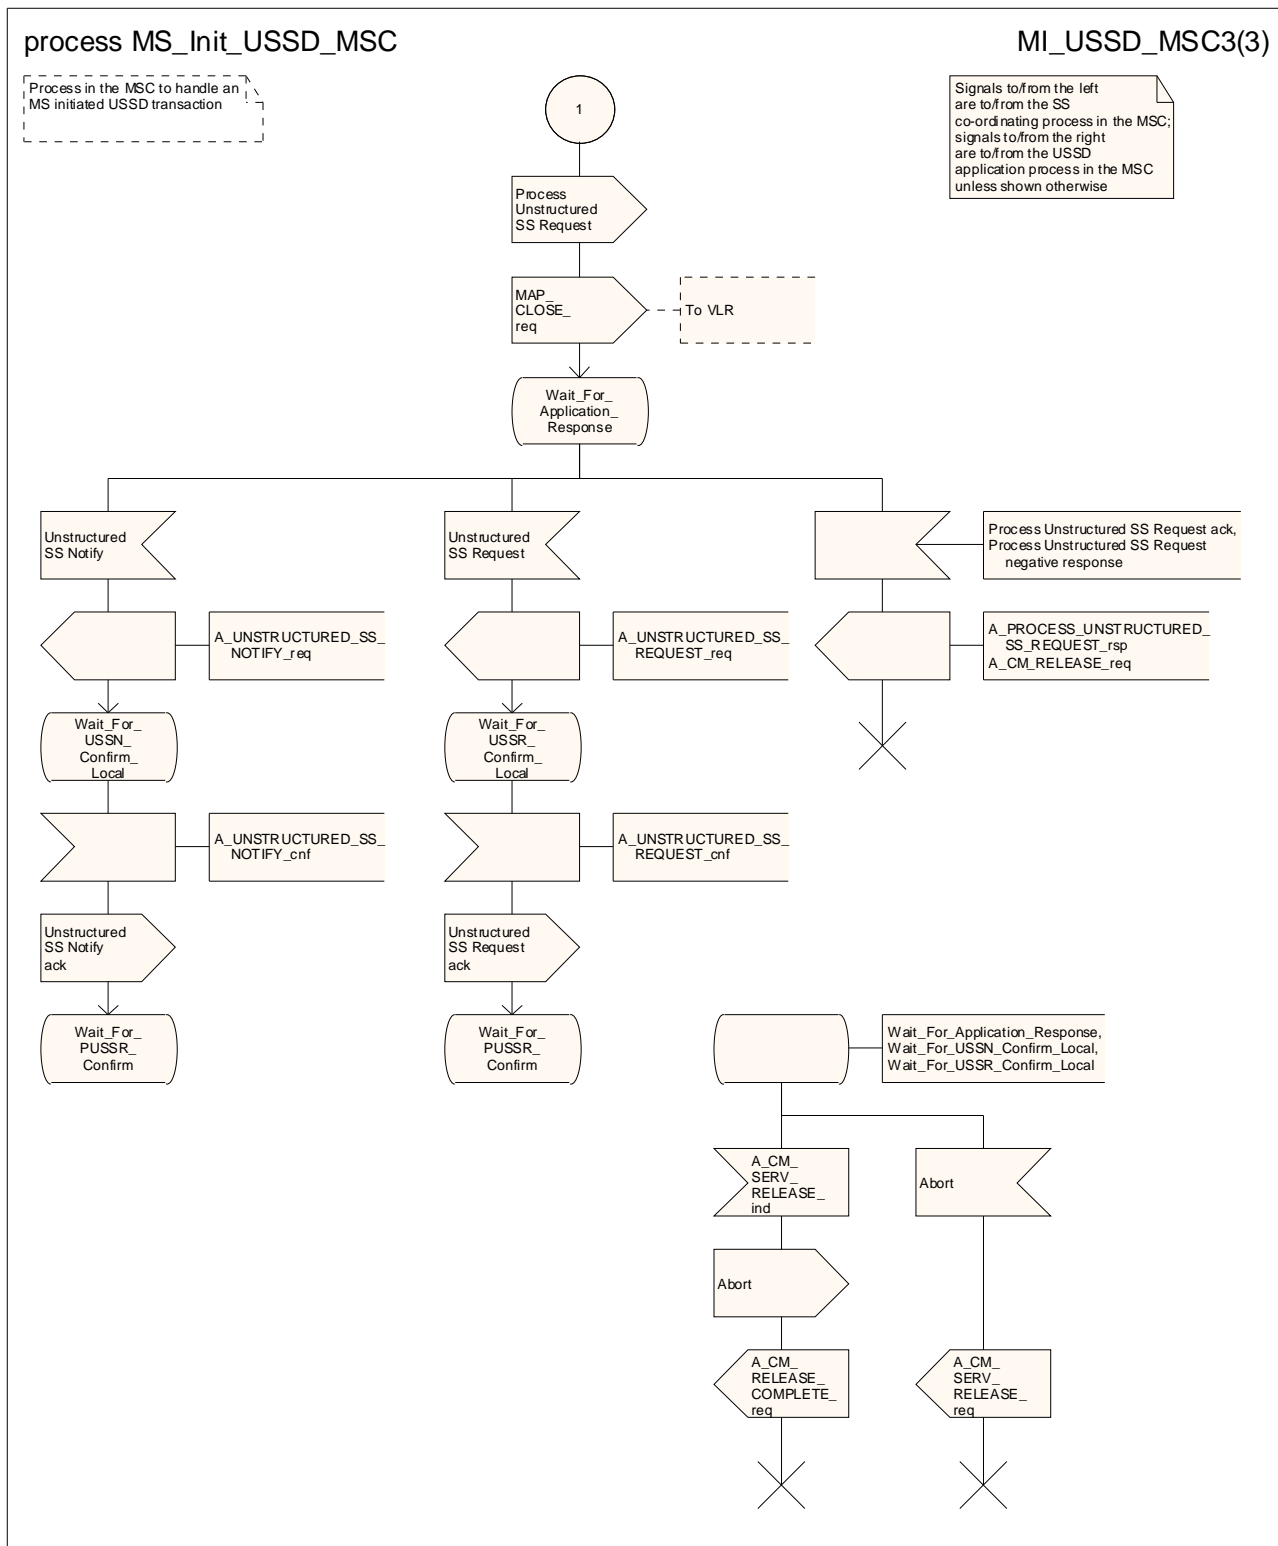 process MS_Init_USSD_MSC
MI_USSD_MSC3(3)
Process in the MSC to handle an
MS initiated USSD transaction
Signals to/from the left
are to/from the SS
co-ordinating process in the MSC;
signals to/from the right
are to/from the USSD
application process in the MSC
unless shown otherwise
1
Process
Unstructured
SS Request
MAP_
CLOSE_
req
To VLR
Wait_For_
Application_
Response
Unstructured
SS Notify
Unstructured
SS Request
Process Unstructured SS Request ack,
Process Unstructured SS Request
negative response
A_UNSTRUCTURED_SS_
NOTIFY_req
A_UNSTRUCTURED_SS_
REQUEST_req
A_PROCESS_UNSTRUCTURED_
SS_REQUEST_rsp
A_CM_RELEASE_req
Wait_For_
USSN_
Confirm_
Local
Wait_For_
USSR_
Confirm_
Local
A_UNSTRUCTURED_SS_
NOTIFY_cnf
A_UNSTRUCTURED_SS_
REQUEST_cnf
Unstructured
SS Notify
ack
Unstructured
SS Request
ack
Wait_For_
PUSSR_
Confirm
Wait_For_
PUSSR_
Confirm
Wait_For_Application_Response,
Wait_For_USSN_Confirm_Local,
Wait_For_USSR_Confirm_Local
A_CM_
SERV_
RELEASE_
ind
Abort
Abort
A_CM_
RELEASE_
COMPLETE_
req
A_CM_
SERV_
RELEASE_
req